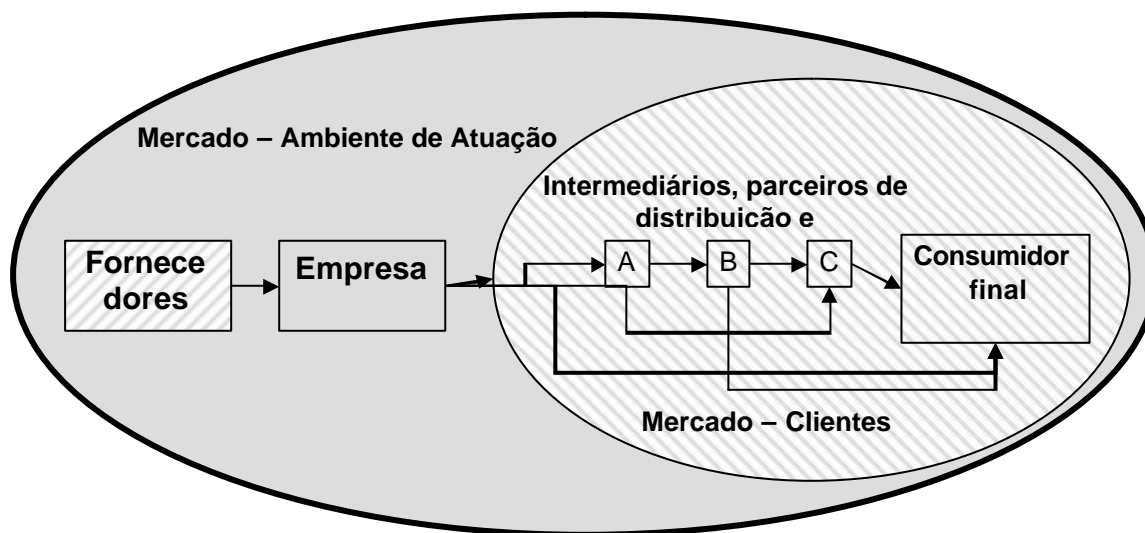 Mercado – Ambiente de Atuação
Intermediários, parceiros de
distribuicão e
Fornece
dores
Empresa
A
B
C
Consumidor
final
Mercado – Clientes